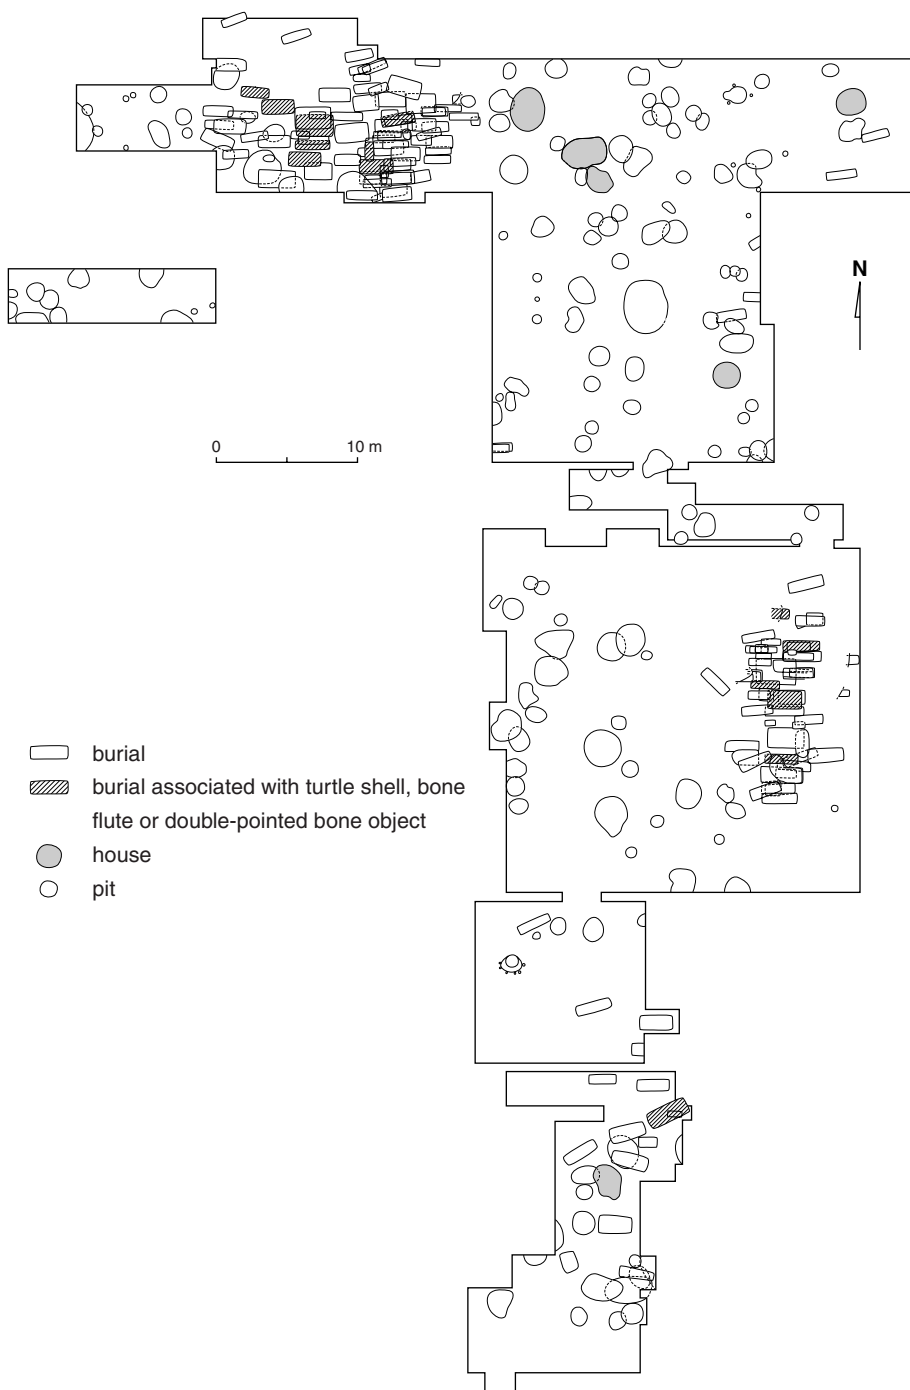 N
0 10 m
burial
burial associated with turtle shell, bone
flute or double-pointed bone object
house
pit